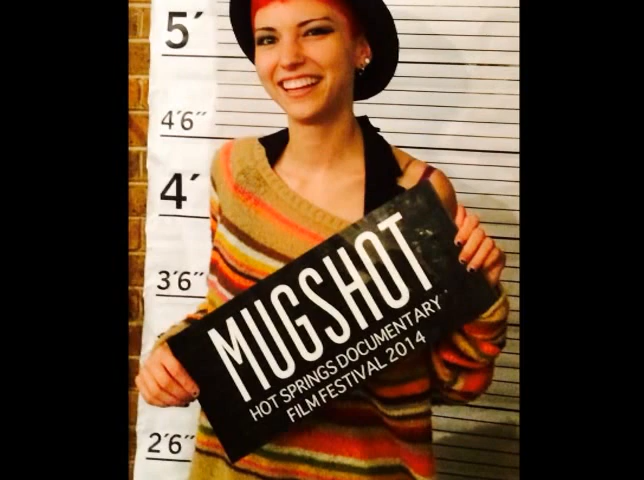 5′
4′6″
4′
3′6″
2′6″
MUGSHOT
HOT SPRINGS DOCUMENTARY
FILM FESTIVAL 2014